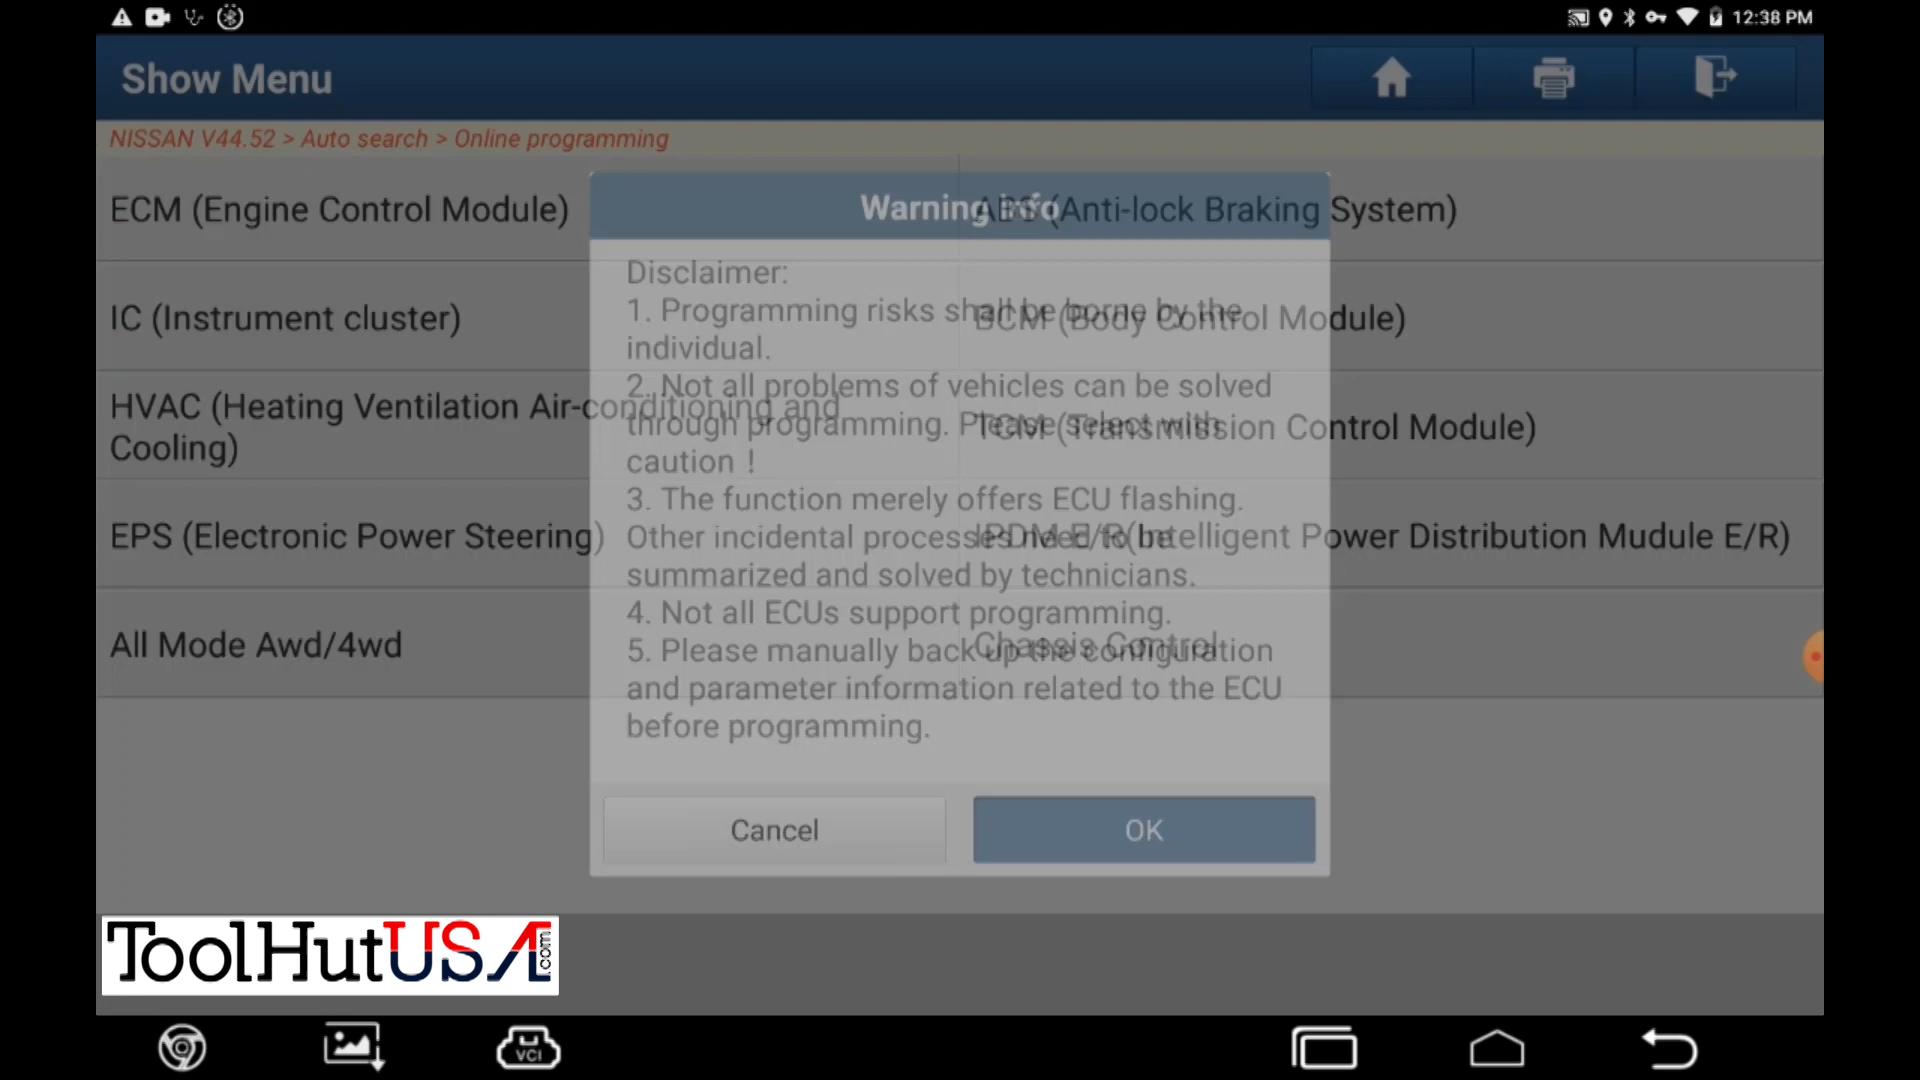 12:38 PM
Show Menu
NISSAN V44.52 > Auto search > Online programming
ECM (Engine Control Module)
ABS (Anti-lock Braking System)
IC (Instrument cluster)
BCM (Body Control Module)
HVAC (Heating Ventilation Air-conditioning and
Cooling)
TCM (Transmission Control Module)
EPS (Electronic Power Steering)
IPDM E/R(Intelligent Power Distribution Mudule E/R)
All Mode Awd/4wd
Chassis Control
Warning info
Disclaimer:
1. Programming risks shall be borne by the
individual.
2. Not all problems of vehicles can be solved
through programming. Please select with
caution !
3. The function merely offers ECU flashing.
Other incidental processes need to be
summarized and solved by technicians.
4. Not all ECUs support programming.
5. Please manually back up the configuration
and parameter information related to the ECU
before programming.
Cancel
OK
ToolHutUSA.com
VCI